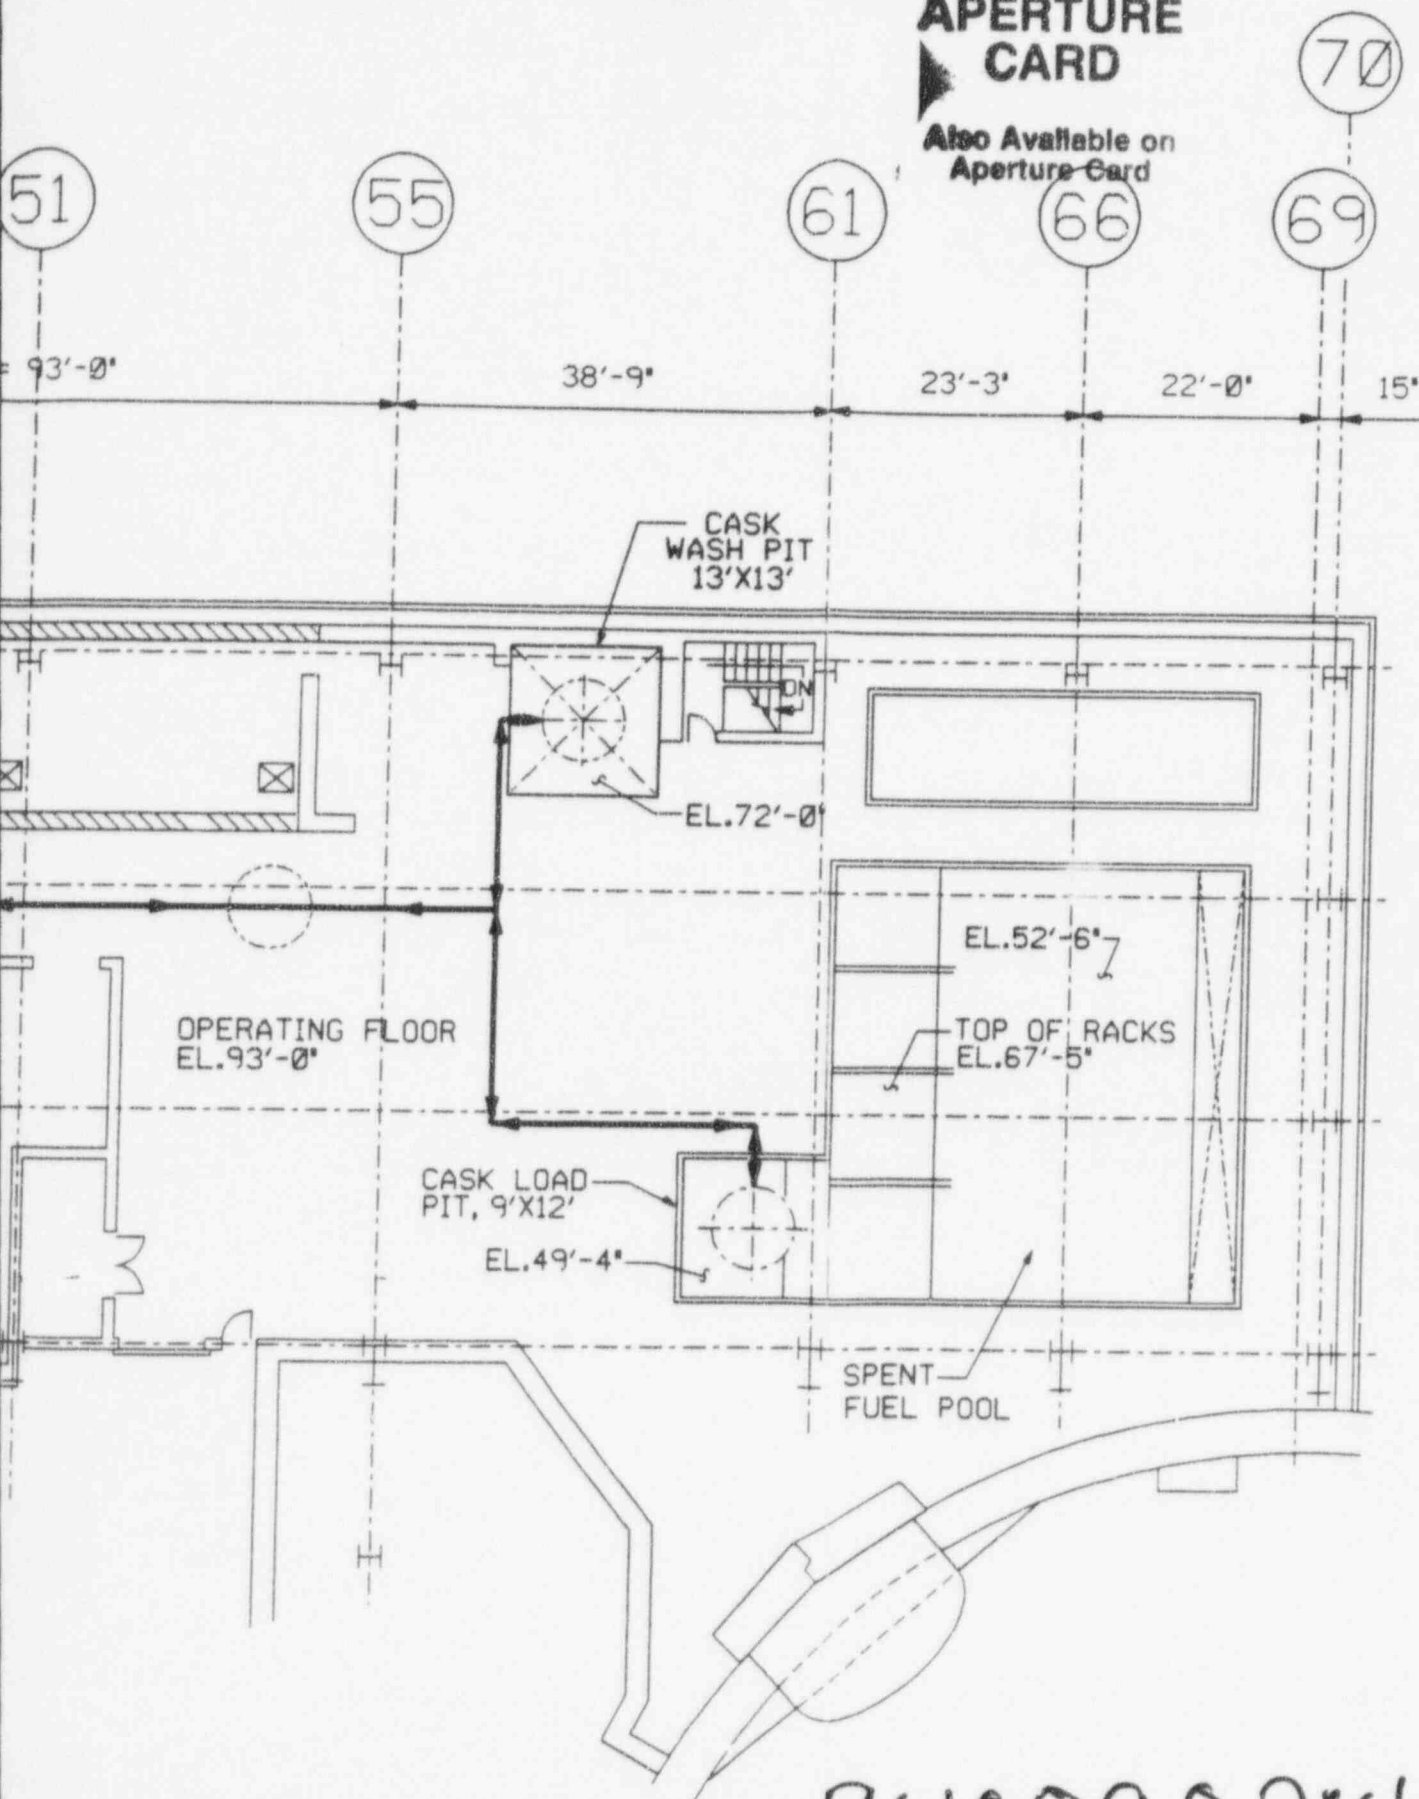 APERTURE
CARD
Also Available on
Aperture Card
70
51
55
61
66
69
= 93'-0"
38'-9"
23'-3"
22'-0"
15"
CASK
WASH PIT
13'X13'
DN
EL.72'-0"
EL.52'-6"
OPERATING FLOOR
EL.93'-0"
TOP OF RACKS
EL.67'-5"
CASK LOAD
PIT, 9'X12'
EL.49'-4"
SPENT
FUEL POOL